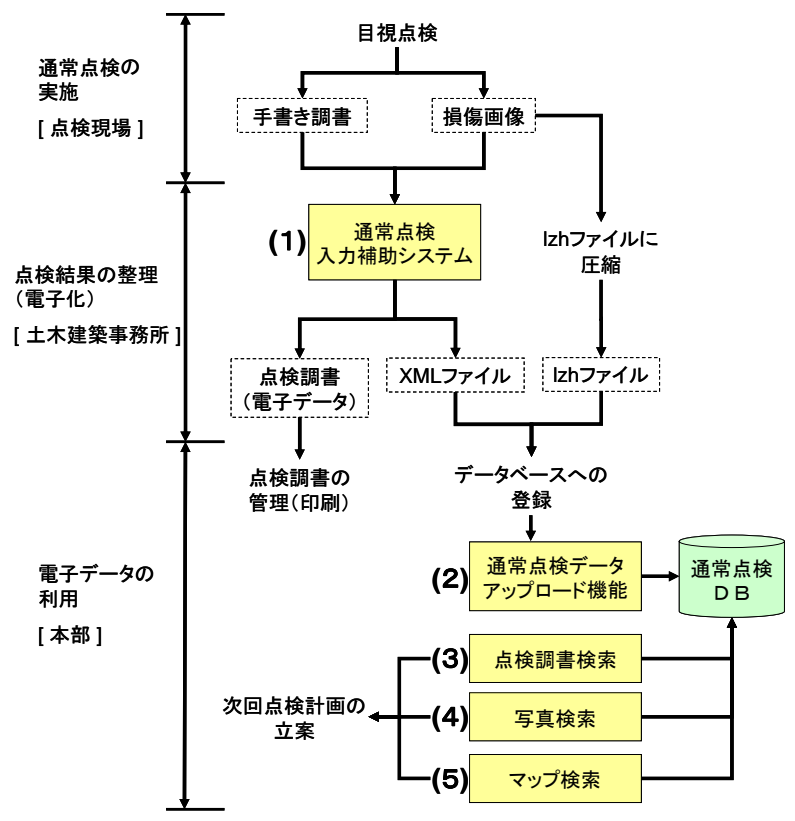 目視点検
通常点検の
実施
[ 点検現場 ]
手書き調書
損傷画像
(1)
通常点検
入力補助システム
lzhファイルに
圧縮
点検結果の整理
（電子化）
[ 土木建築事務所 ]
点検調書
（電子データ）
XMLファイル
lzhファイル
点検調書の
管理（印刷）
データベースへの
登録
電子データの
利用
[ 本部 ]
(2)
通常点検データ
アップロード機能
通常点検
ＤＢ
(3)
点検調書検索
次回点検計画の
立案
(4)
写真検索
(5)
マップ検索